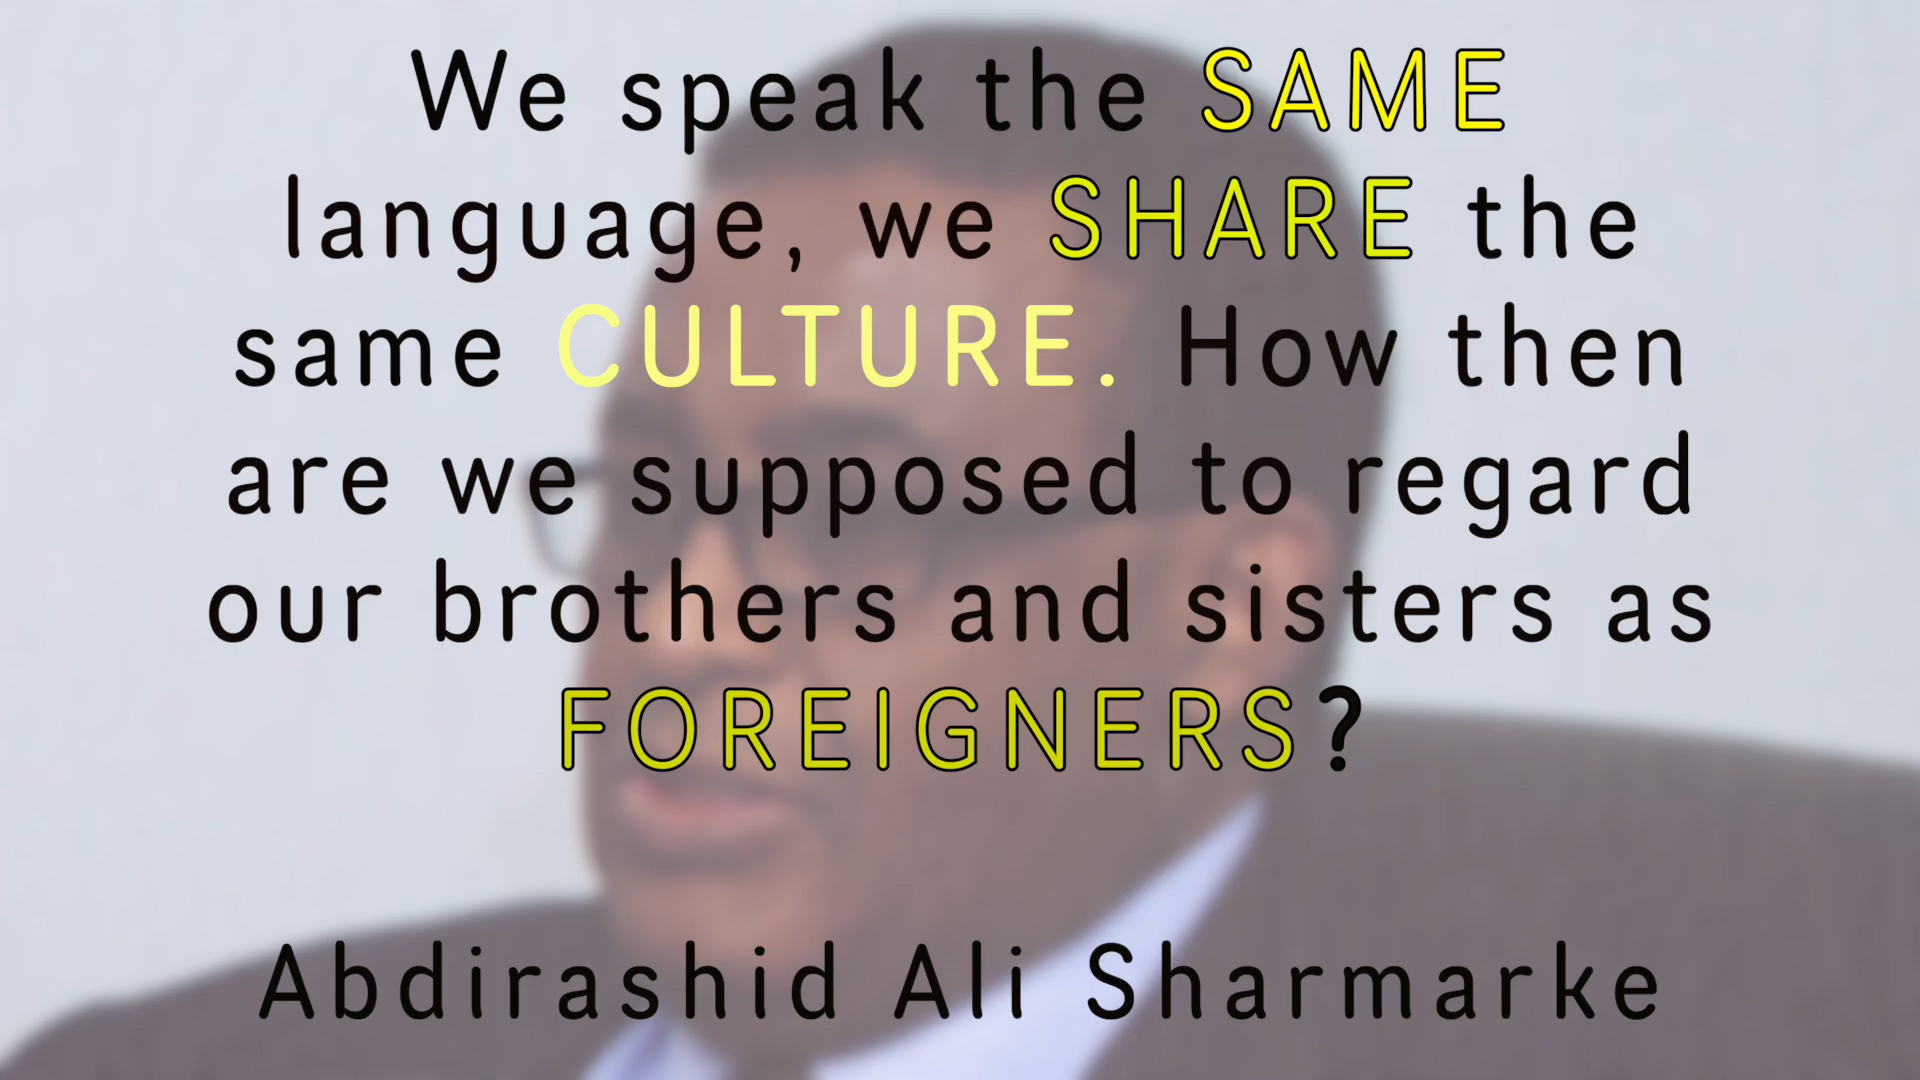 We speak the SAME
language, we SHARE the
same CULTURE. How then
are we supposed to regard
our brothers and sisters as
FOREIGNERS?
Abdirashid Ali Sharmarke